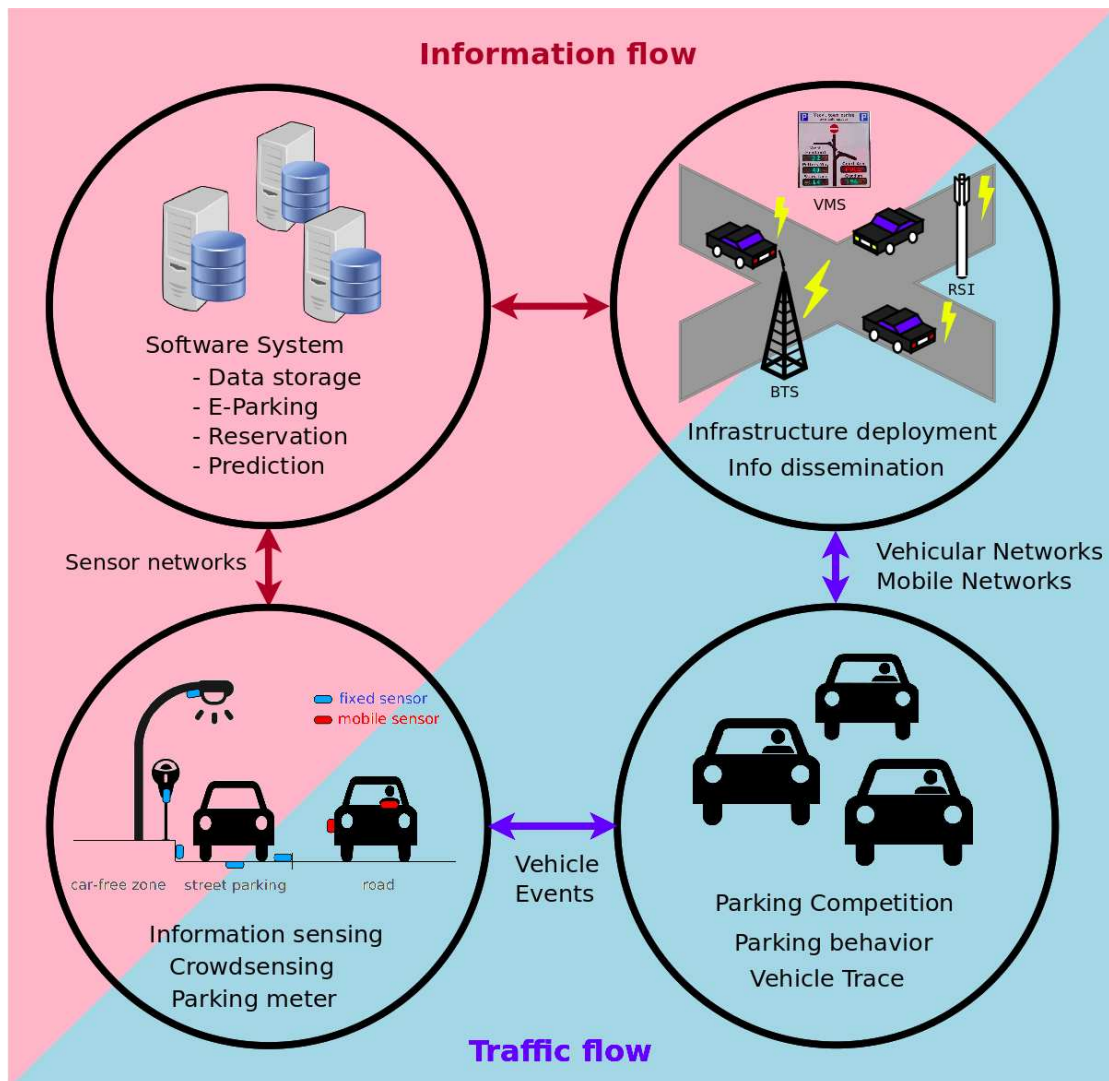 Information flow
VMS
RSI
BTS
Software System
- Data storage
- E-Parking
- Reservation
- Prediction
Infrastructure deployment
Info dissemination
Sensor networks
Vehicular Networks
Mobile Networks
fixed sensor
mobile sensor
car-free zone
street parking
road
Vehicle
Events
Information sensing
Crowdsensing
Parking meter
Parking Competition
Parking behavior
Vehicle Trace
Traffic flow